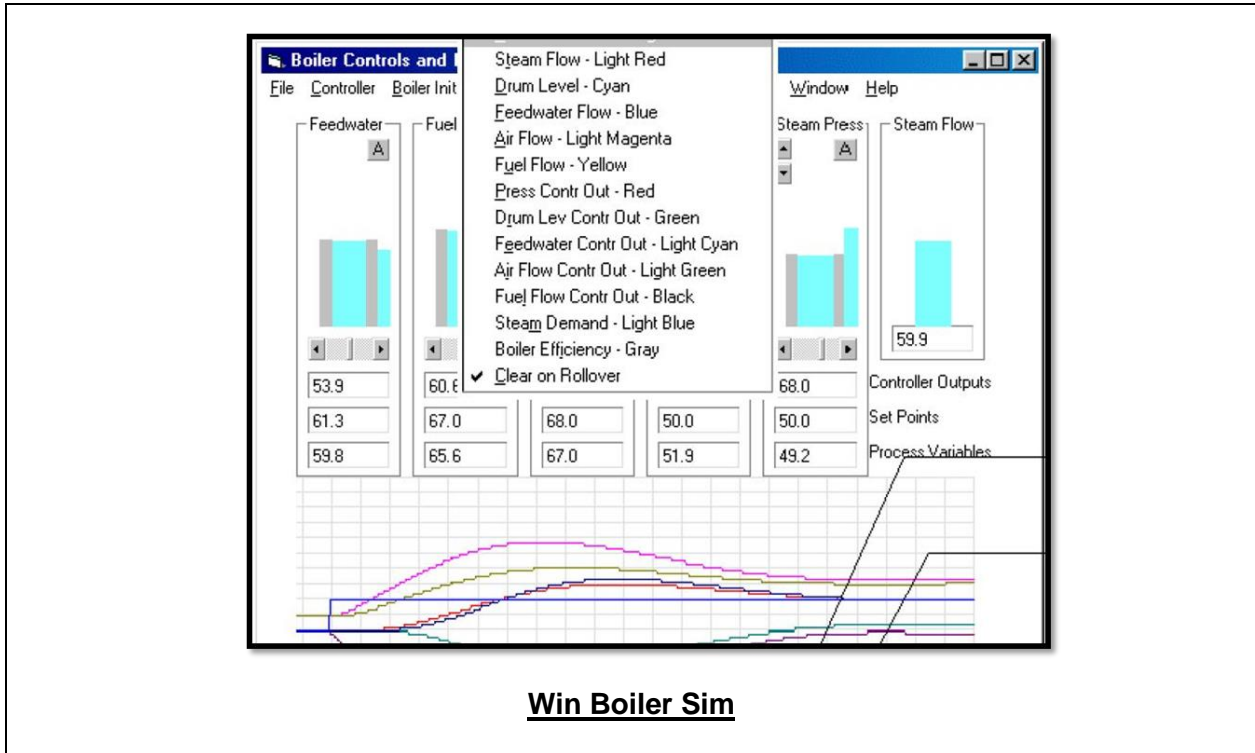 Boiler Controls and
File Controller Boiler Init Window Help
Steam Flow - Light Red
Drum Level - Cyan
Feedwater Flow - Blue
Air Flow - Light Magenta
Fuel Flow - Yellow
Press Contr Out - Red
Drum Lev Contr Out - Green
Feedwater Contr Out - Light Cyan
Air Flow Contr Out - Light Green
Fuel Flow Contr Out - Black
Steam Demand - Light Blue
Boiler Efficiency - Gray
Clear on Rollover
Feedwater Fuel Steam Press Steam Flow
A A
59.9
53.9 60.6 68.0 Controller Outputs
61.3 67.0 68.0 50.0 50.0 Set Points
59.8 65.6 67.0 51.9 49.2 Process Variables
Win Boiler Sim